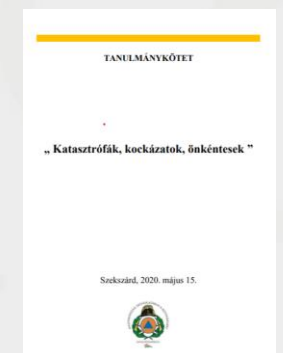 TANULMÁNYKÖTET
„ Katasztrófák, kockázatok, önkéntesek ”
Szekszárd, 2020. május 15.